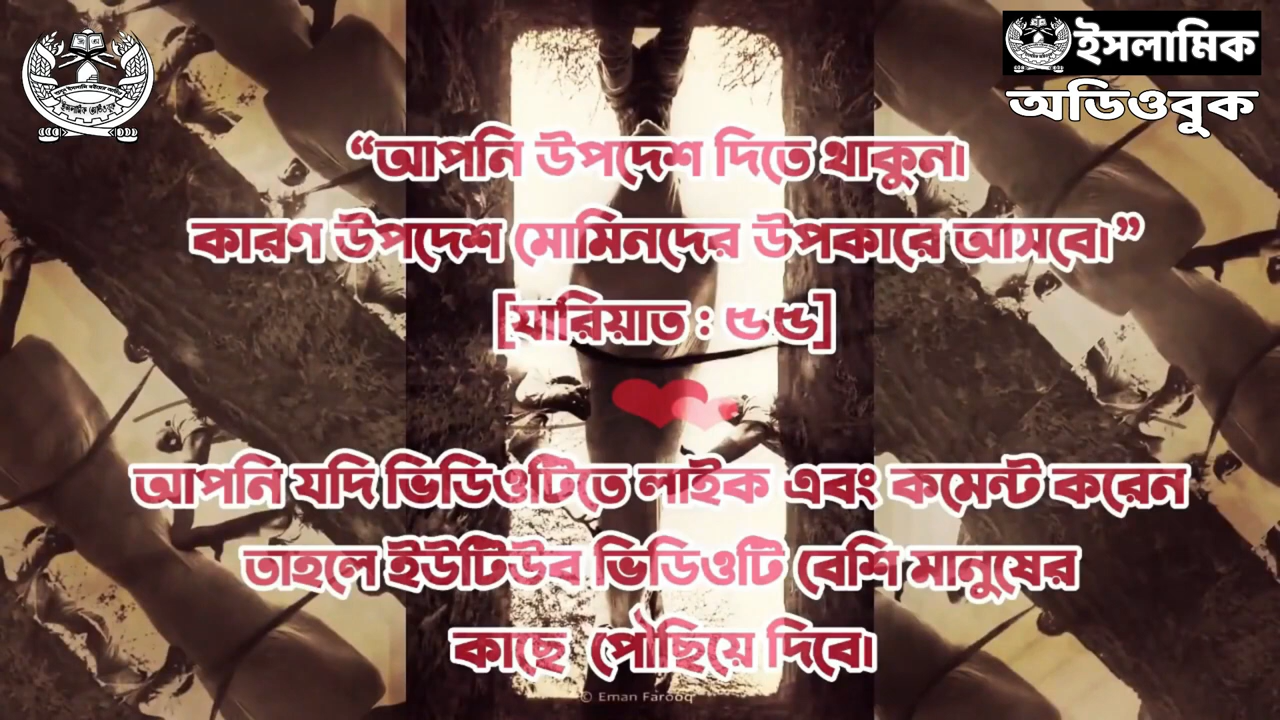 ইসলামিক
অডিওবুক
“আপনি উপদেশ দিতে থাকুন।
কারণ উপদেশ মোমিনদের উপকারে আসবে।”
[যারিয়াত : ৫৫]
আপনি যদি ভিডিওটিতে লাইক এবং কমেন্ট করেন
তাহলে ইউটিউব ভিডিওটি বেশি মানুষের
কাছে পৌছিয়ে দিবে।
© Eman Farooq